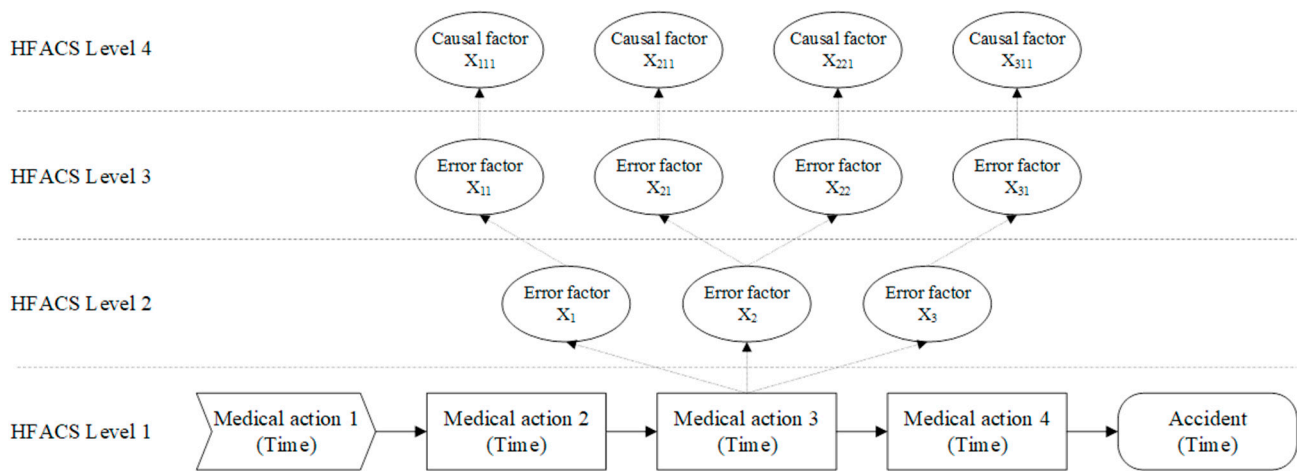 HFACS Level 4
Causal factor
X₁₁₁
Causal factor
X₂₁₁
Causal factor
X₂₂₁
Causal factor
X₃₁₁
HFACS Level 3
Error factor
X₁₁
Error factor
X₂₁
Error factor
X₂₂
Error factor
X₃₁
HFACS Level 2
Error factor
X₁
Error factor
X₂
Error factor
X₃
HFACS Level 1
Medical action 1
(Time)
Medical action 2
(Time)
Medical action 3
(Time)
Medical action 4
(Time)
Accident
(Time)